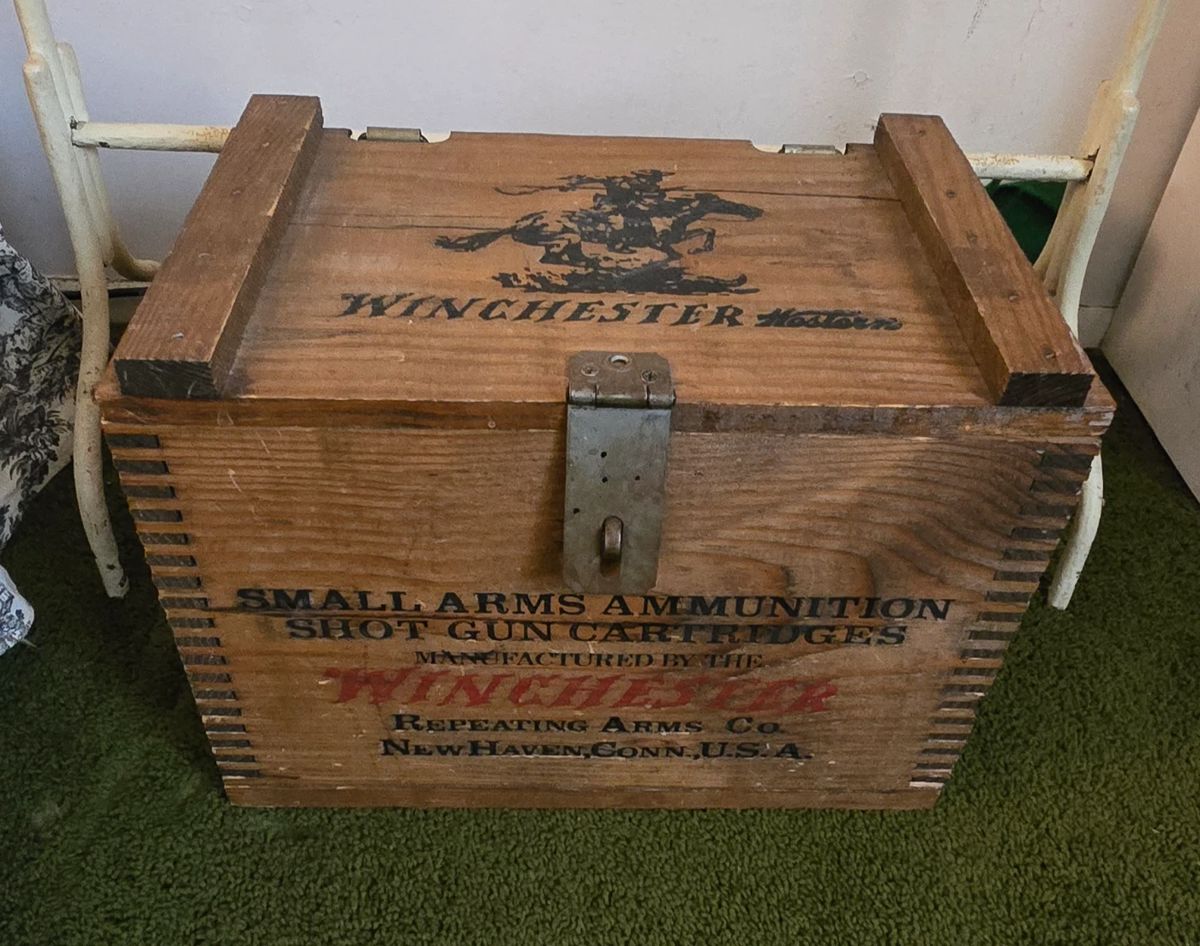 WINCHESTER Western
SMALL ARMS AMMUNITION
SHOT GUN CARTRIDGES
MANUFACTURED BY THE
WINCHESTER
REPEATING ARMS CO.
NEW HAVEN, CONN., U.S.A.